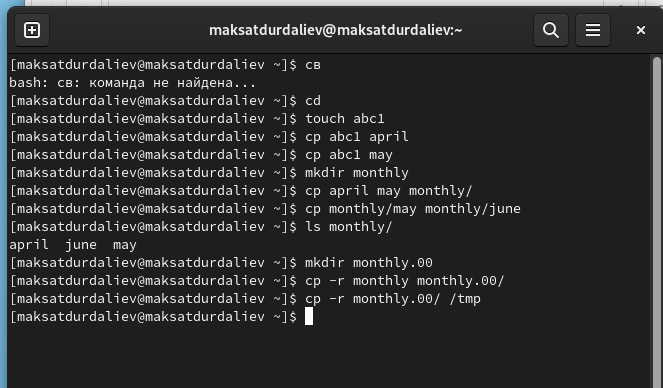 maksatdurdaliev@maksatdurdaliev:~
[maksatdurdaliev@maksatdurdaliev ~]$ св
bash: св: команда не найдена...
[maksatdurdaliev@maksatdurdaliev ~]$ cd
[maksatdurdaliev@maksatdurdaliev ~]$ touch abc1
[maksatdurdaliev@maksatdurdaliev ~]$ cp abc1 april
[maksatdurdaliev@maksatdurdaliev ~]$ cp abc1 may
[maksatdurdaliev@maksatdurdaliev ~]$ mkdir monthly
[maksatdurdaliev@maksatdurdaliev ~]$ cp april may monthly/
[maksatdurdaliev@maksatdurdaliev ~]$ cp monthly/may monthly/june
[maksatdurdaliev@maksatdurdaliev ~]$ ls monthly/
april  june  may
[maksatdurdaliev@maksatdurdaliev ~]$ mkdir monthly.00
[maksatdurdaliev@maksatdurdaliev ~]$ cp -r monthly monthly.00/
[maksatdurdaliev@maksatdurdaliev ~]$ cp -r monthly.00/ /tmp
[maksatdurdaliev@maksatdurdaliev ~]$